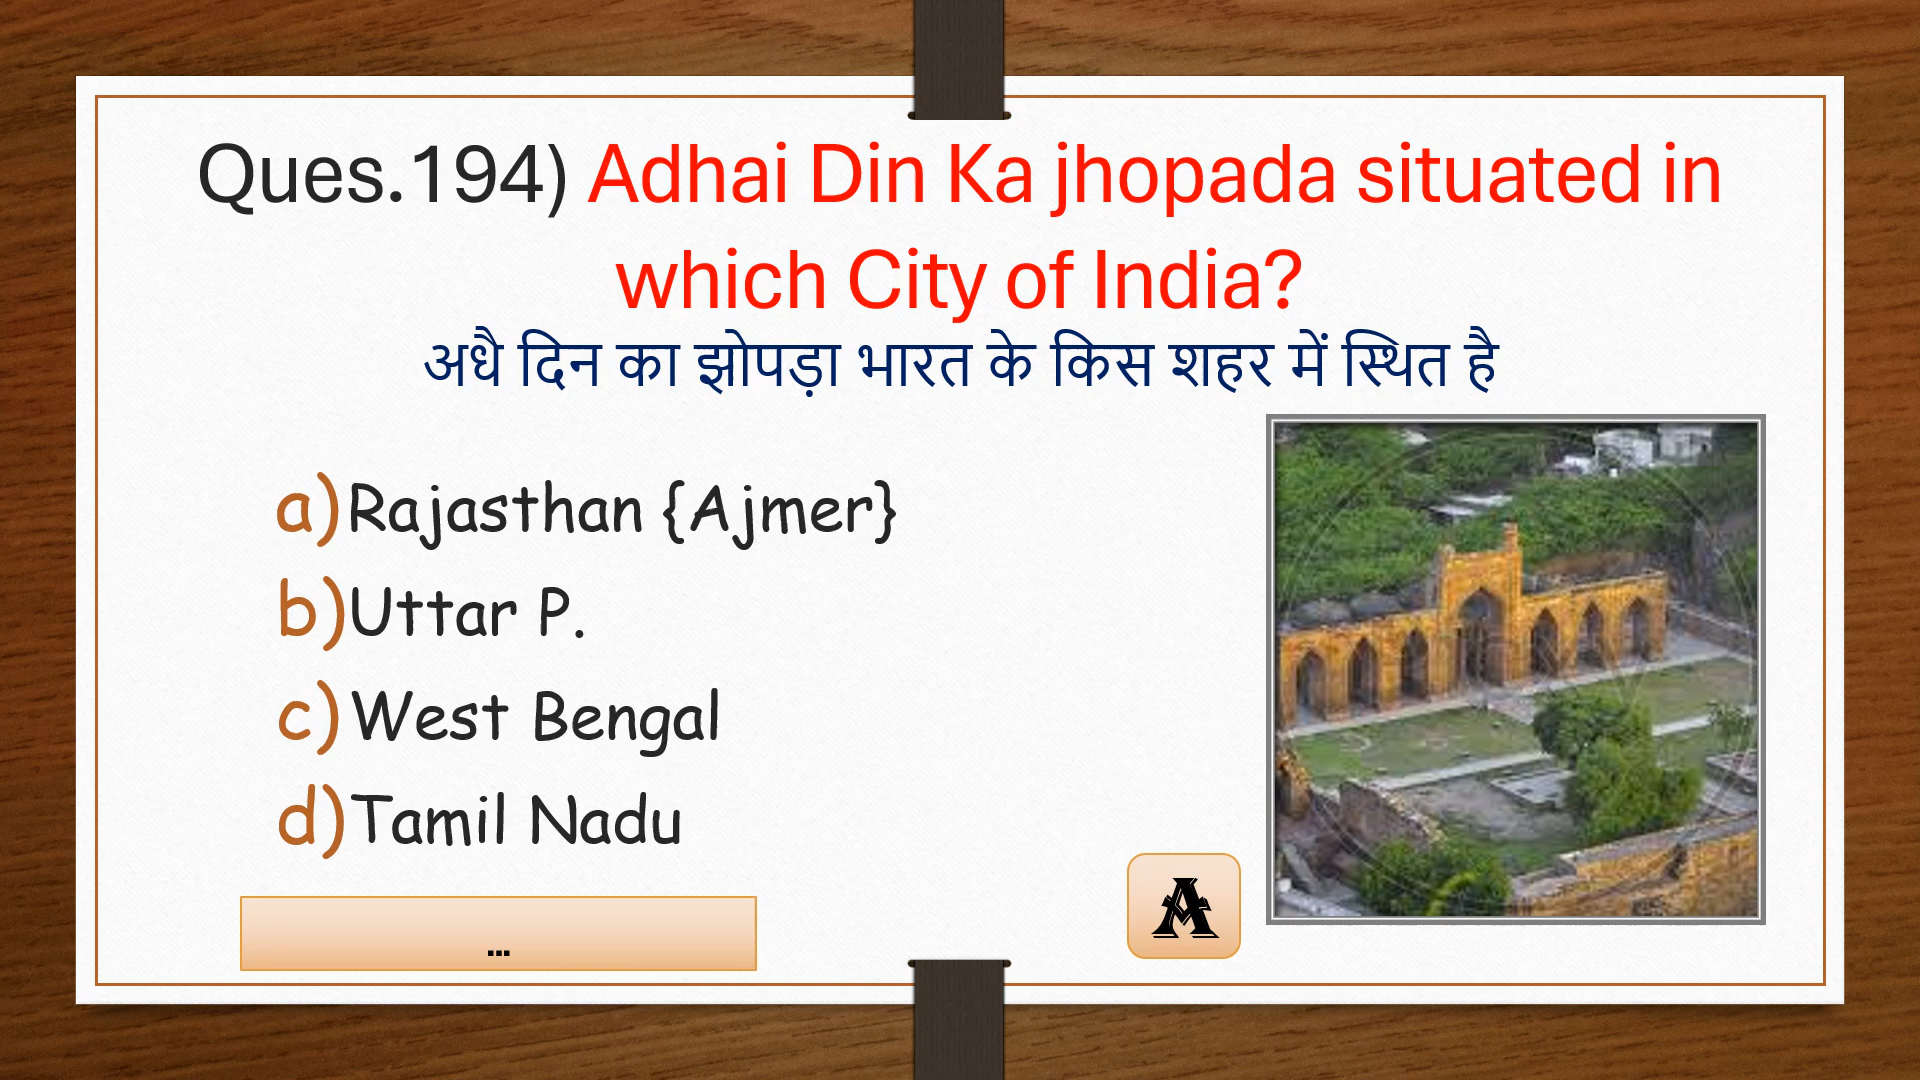 Ques.194) Adhai Din Ka jhopada situated in
which City of India?
अधै दिन का झोपड़ा भारत के किस शहर में स्थित है
a)Rajasthan {Ajmer}
b)Uttar P.
c)West Bengal
d)Tamil Nadu
A
...